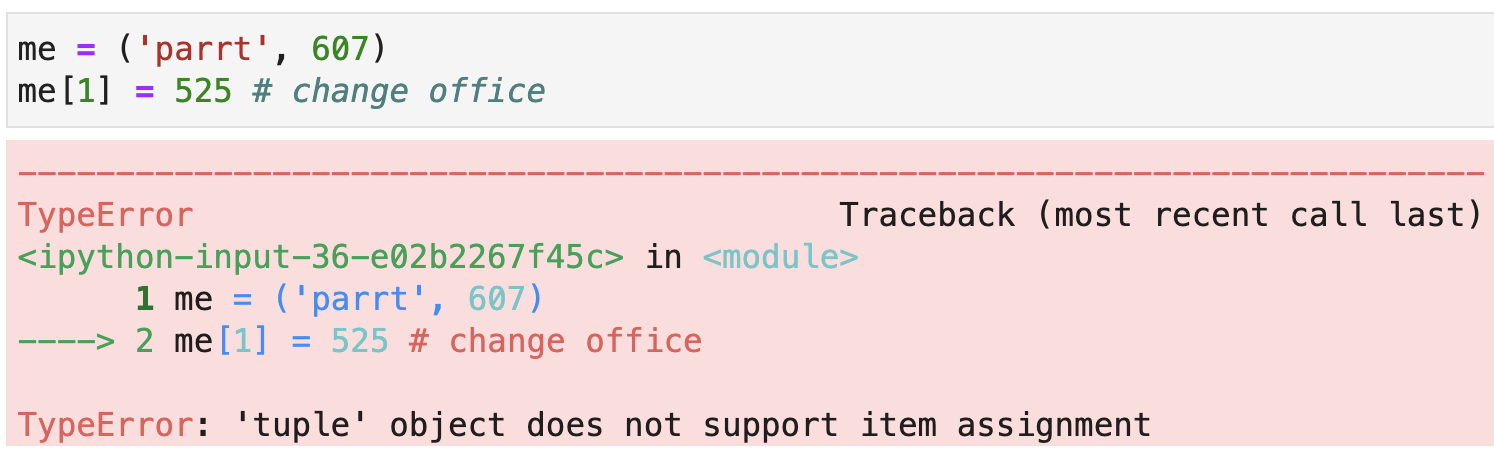 me = ('parrt', 607)
me[1] = 525 # change office
---------------------------------------------------------------------------
TypeError                                 Traceback (most recent call last)
<ipython-input-36-e02b2267f45c> in <module>
      1 me = ('parrt', 607)
----> 2 me[1] = 525 # change office
TypeError: 'tuple' object does not support item assignment